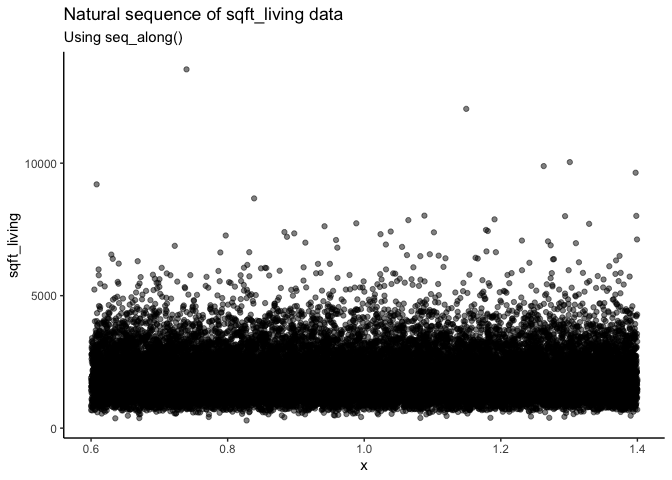 Natural sequence of sqft_living data
Using seq_along()
10000
5000
0
sqft_living
0.6 0.8 1.0 1.2 1.4
x